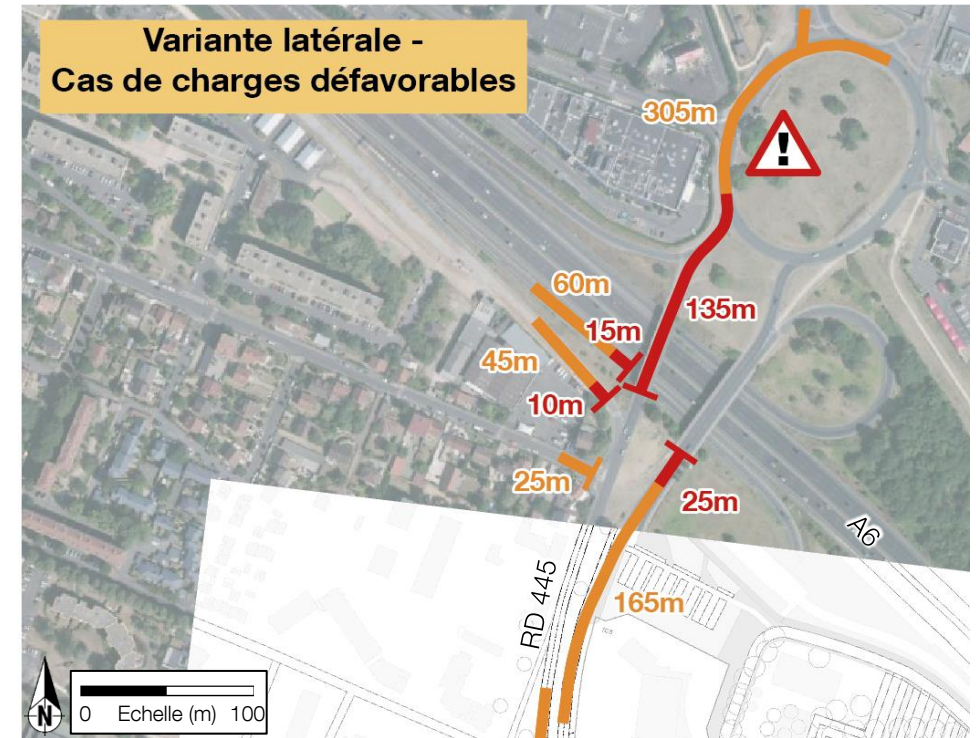 Variante latérale -
Cas de charges défavorables
305m
!
60m
135m
15m
45m
10m
25m
25m
A6
RD 445
165m
N
0 Echelle (m) 100